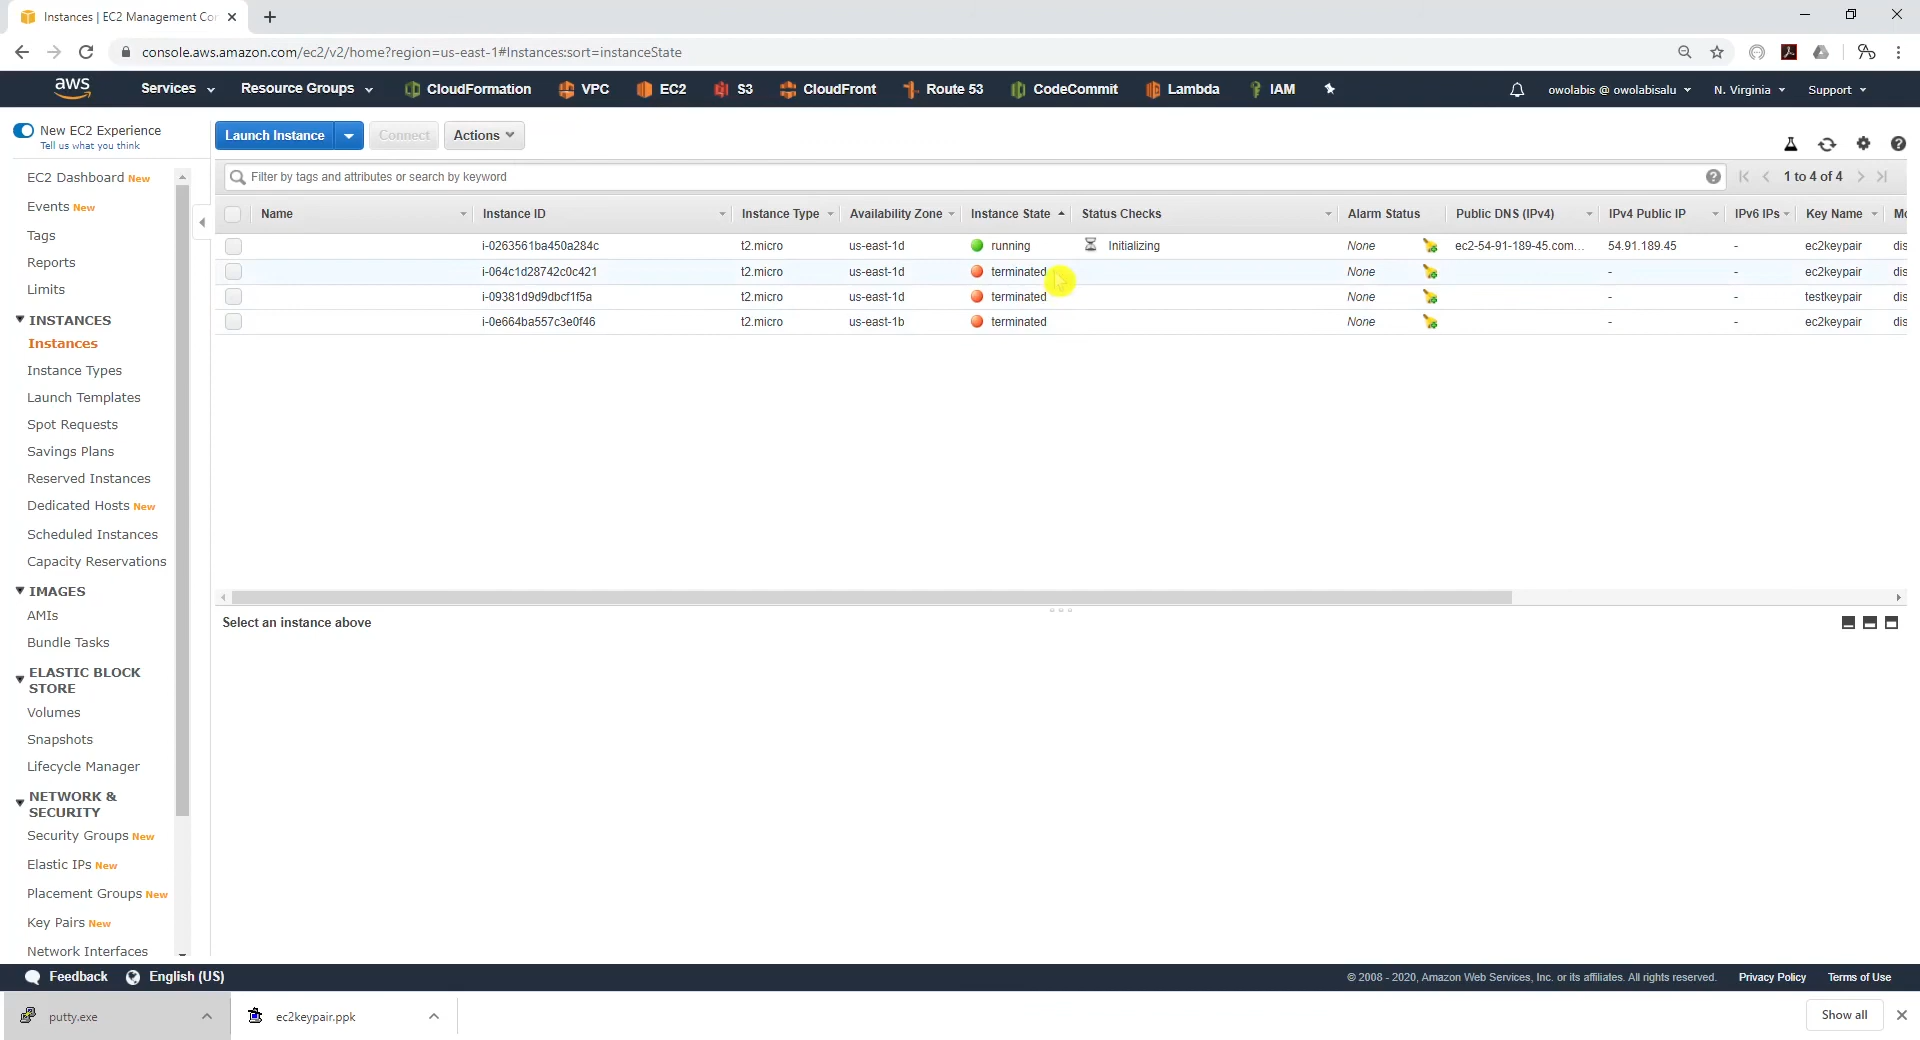 Instances | EC2 Management Cor
console.aws.amazon.com/ec2/v2/home?region=us-east-1#Instances:sort=instanceState
aws Services Resource Groups CloudFormation VPC EC2 S3 CloudFront Route 53 CodeCommit Lambda IAM owolabis @ owolabisalu N. Virginia Support
New EC2 Experience
Tell us what you think
Launch Instance Connect Actions
EC2 Dashboard New
Events New
Tags
Reports
Limits
INSTANCES
Instances
Instance Types
Launch Templates
Spot Requests
Savings Plans
Reserved Instances
Dedicated Hosts New
Scheduled Instances
Capacity Reservations
IMAGES
AMIs
Bundle Tasks
ELASTIC BLOCK
STORE
Volumes
Snapshots
Lifecycle Manager
NETWORK &
SECURITY
Security Groups New
Elastic IPs New
Placement Groups New
Key Pairs New
Network Interfaces
Filter by tags and attributes or search by keyword 1 to 4 of 4
Name Instance ID Instance Type Availability Zone Instance State Status Checks Alarm Status Public DNS (IPv4) IPv4 Public IP IPv6 IPs Key Name Mo
i-0263561ba450a284c t2.micro us-east-1d running Initializing None ec2-54-91-189-45.com... 54.91.189.45 - ec2keypair dis
i-064c1d28742c0c421 t2.micro us-east-1d terminated None - - ec2keypair dis
i-09381d9d9dbcf1f5a t2.micro us-east-1d terminated None - - testkeypair dis
i-0e664ba557c3e0f46 t2.micro us-east-1b terminated None - - ec2keypair dis
Select an instance above
Feedback English (US) © 2008 - 2020, Amazon Web Services, Inc. or its affiliates. All rights reserved. Privacy Policy Terms of Use
putty.exe ec2keypair.ppk Show all